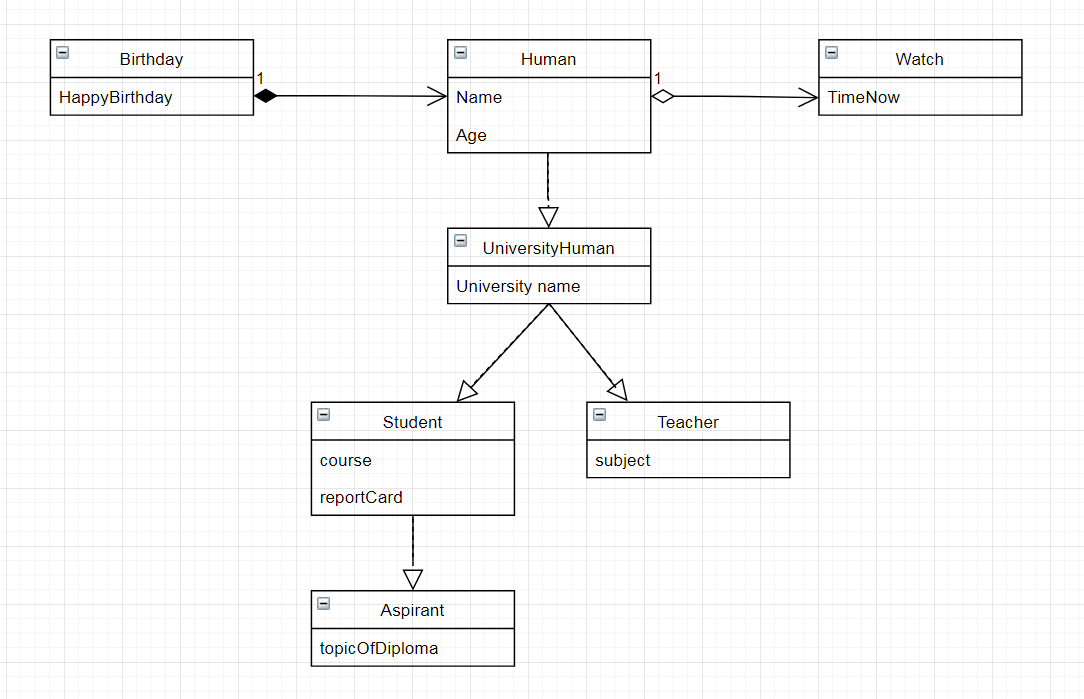 Birthday
HappyBirthday
1
Human
Name
Age
1
Watch
TimeNow
UniversityHuman
University name
Student
course
reportCard
Teacher
subject
Aspirant
topicOfDiploma